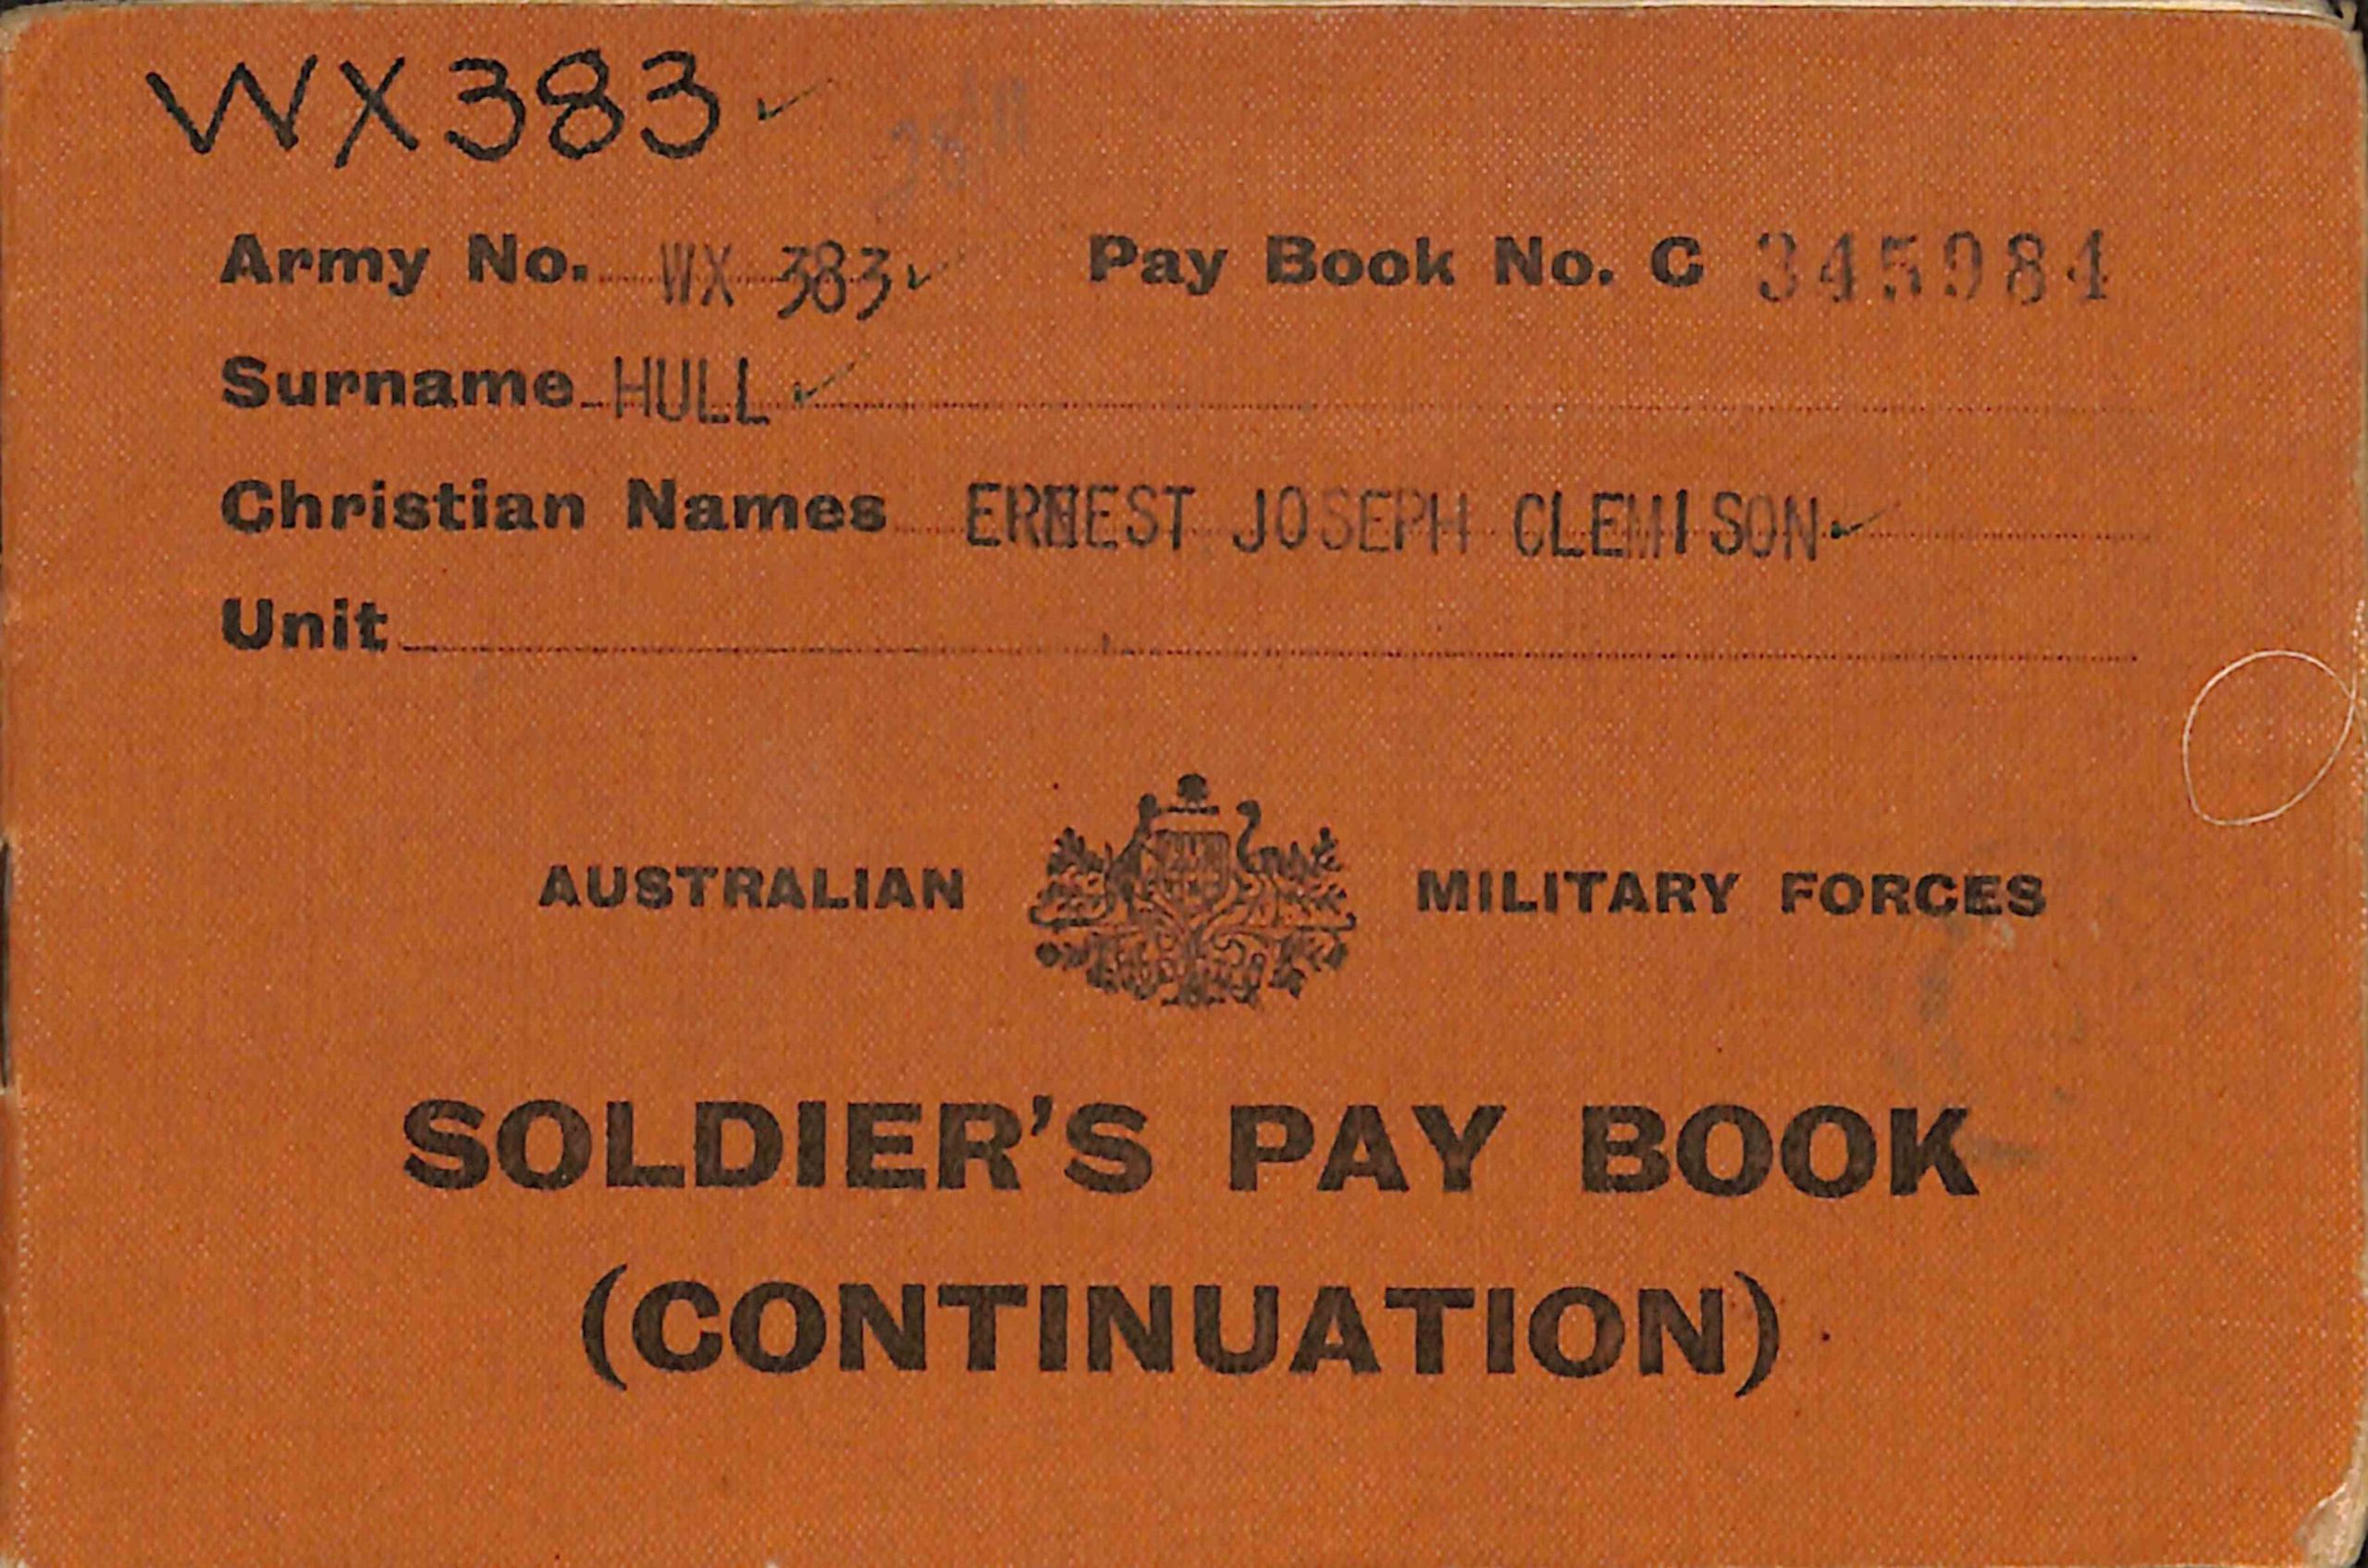 WX383
Army No. WX 383 Pay Book No. C 345984
Surname HULL
Christian Names ERNEST JOSEPH CLEMISON
Unit
AUSTRALIAN MILITARY FORCES
SOLDIER'S PAY BOOK
(CONTINUATION)